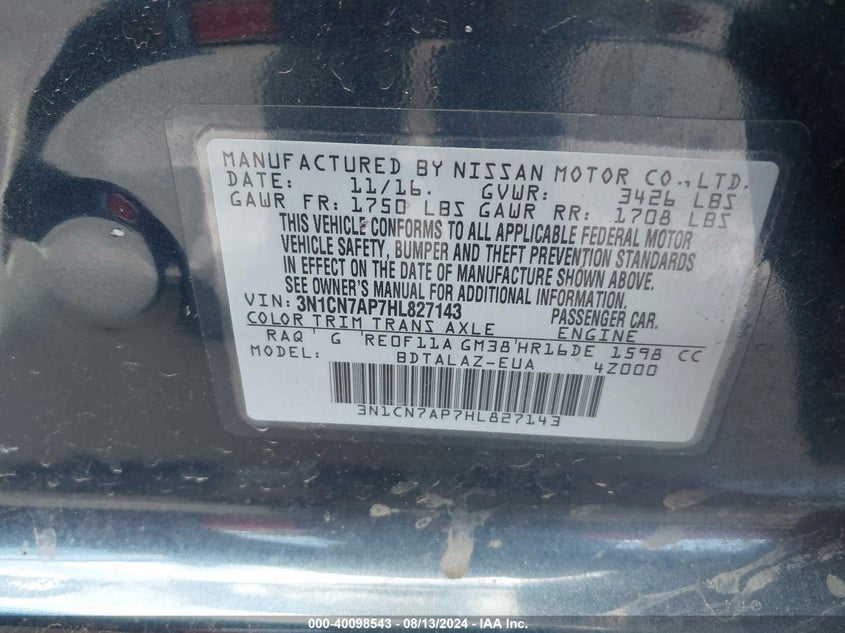 MANUFACTURED BY NISSAN MOTOR CO.,LTD.
DATE: 11/16. GVWR: 3426 LBS
GAWR FR: 1750 LBS GAWR RR: 1708 LBS
THIS VEHICLE CONFORMS TO ALL APPLICABLE FEDERAL MOTOR
VEHICLE SAFETY, BUMPER AND THEFT PREVENTION STANDARDS
IN EFFECT ON THE DATE OF MANUFACTURE SHOWN ABOVE.
SEE OWNER'S MANUAL FOR ADDITIONAL INFORMATION.
VIN: 3N1CN7AP7HL827143 PASSENGER CAR.
COLOR TRIM TRANS AXLE ENGINE
RAQ ' G 'RE0F11A GM38'HR16DE 1598 CC
MODEL: BDTALAZ-EUA 4Z000
3N1CN7AP7HL827143
000-40098543 / 08/13/2024 - IAA Inc.